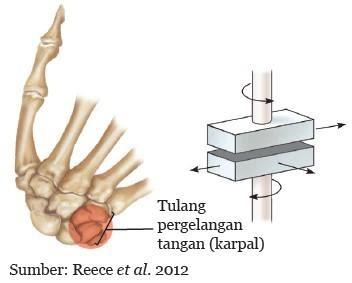 Tulang
pergelangan
tangan (karpal)
Sumber: Reece et al. 2012